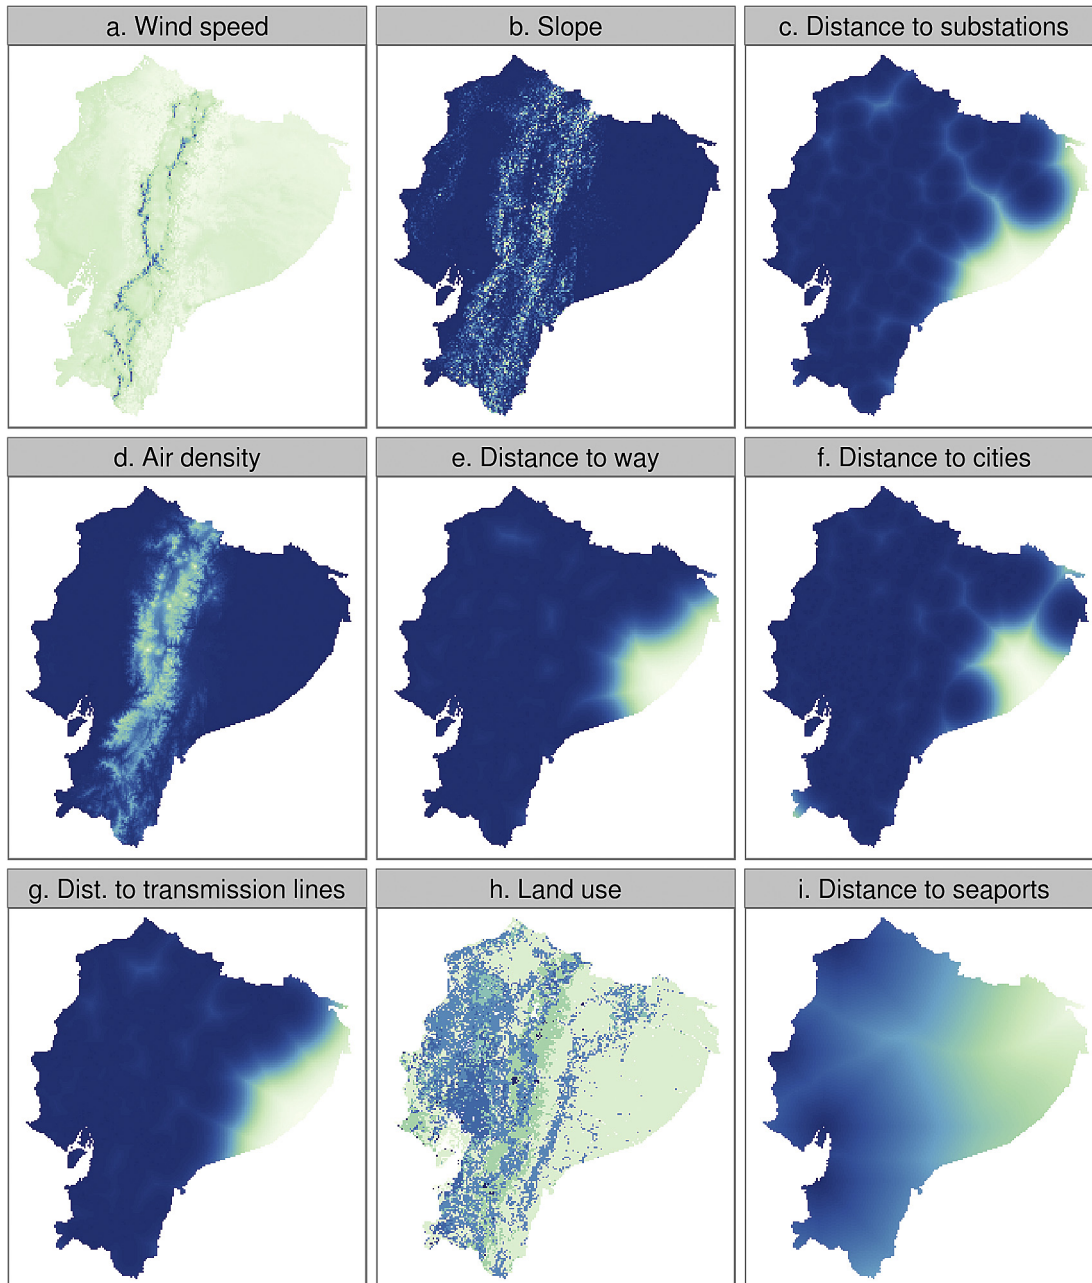 a. Wind speed
b. Slope
c. Distance to substations
d. Air density
e. Distance to way
f. Distance to cities
g. Dist. to transmission lines
h. Land use
i. Distance to seaports